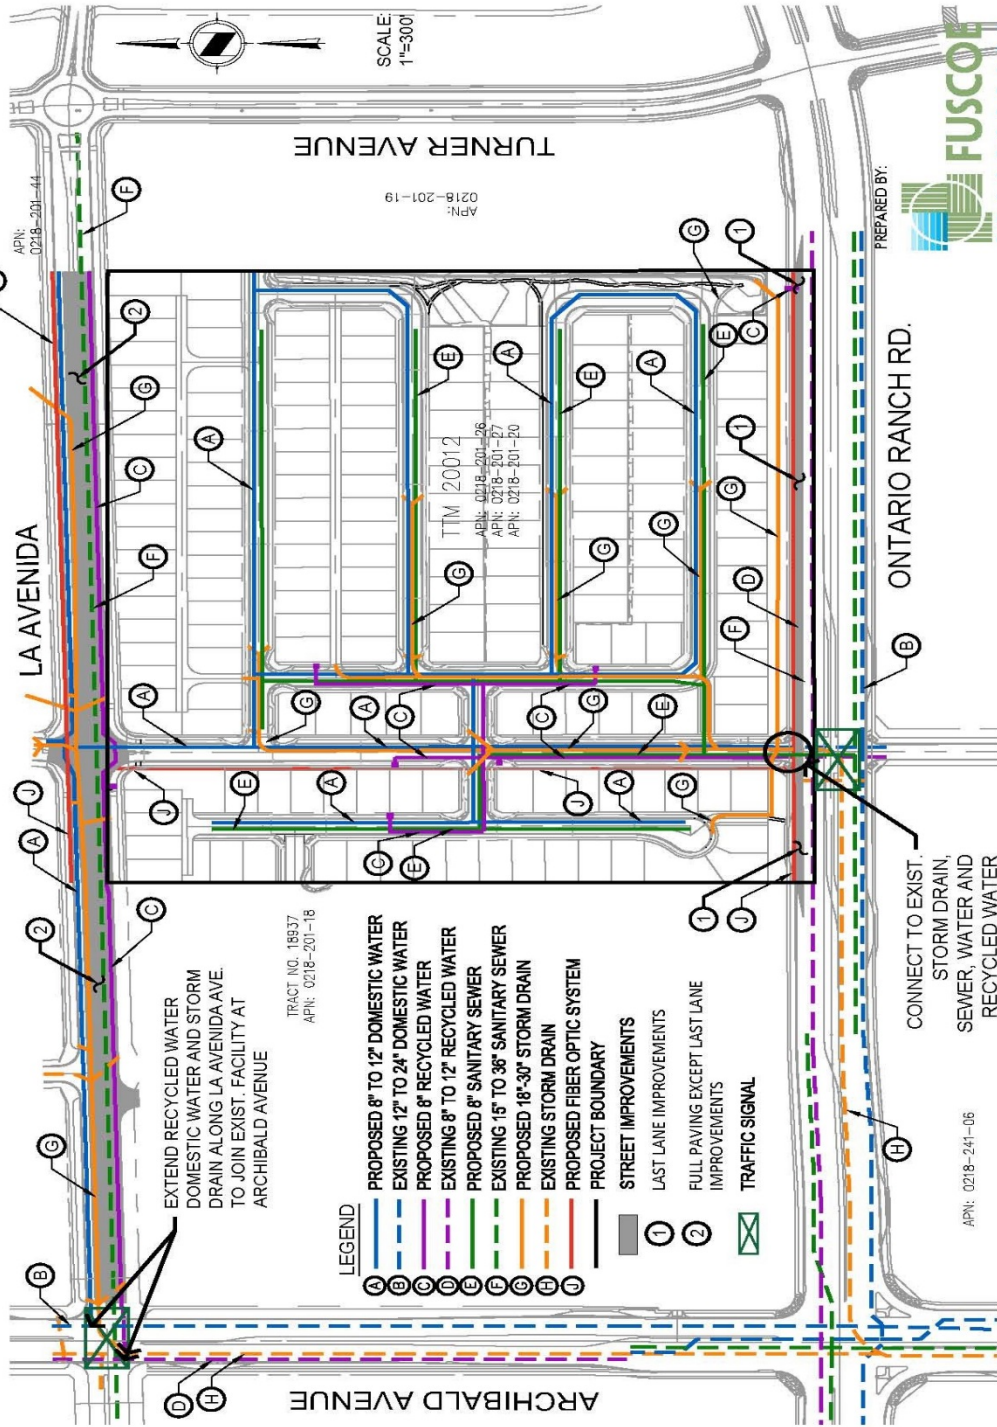 LA AVENIDA
APN:
0218-201-44
SCALE:
1"=300'
TURNER AVENUE
APN:
0218-201-19
F
2
G
C
F
A
J
A
2
C
G
B
D
H
A
A
E
A
E
A
E
TTM 20012
APN: 0218-201-26
APN: 0218-201-27
APN: 0218-201-20
G
G
G
G
A
C
C
G
E
J
E
A
J
A
G
C
E
G
1
C
1
G
D
F
1
J
B
H
EXTEND RECYCLED WATER
DOMESTIC WATER AND STORM
DRAIN ALONG LA AVENIDA AVE.
TO JOIN EXIST. FACILITY AT
ARCHIBALD AVENUE
TRACT NO. 18937
APN: 0218-201-18
LEGEND
A PROPOSED 8" TO 12" DOMESTIC WATER
B EXISTING 12" TO 24" DOMESTIC WATER
C PROPOSED 8" RECYCLED WATER
D EXISTING 8" TO 12" RECYCLED WATER
E PROPOSED 8" SANITARY SEWER
F EXISTING 15" TO 36" SANITARY SEWER
G PROPOSED 18"-30" STORM DRAIN
H EXISTING STORM DRAIN
J PROPOSED FIBER OPTIC SYSTEM
PROJECT BOUNDARY
STREET IMPROVEMENTS
1 LAST LANE IMPROVEMENTS
2 FULL PAVING EXCEPT LAST LANE
IMPROVEMENTS
TRAFFIC SIGNAL
ARCHIBALD AVENUE
ONTARIO RANCH RD.
CONNECT TO EXIST.
STORM DRAIN,
SEWER, WATER AND
RECYCLED WATER
APN: 0218-241-06
PREPARED BY:
FUSCOE